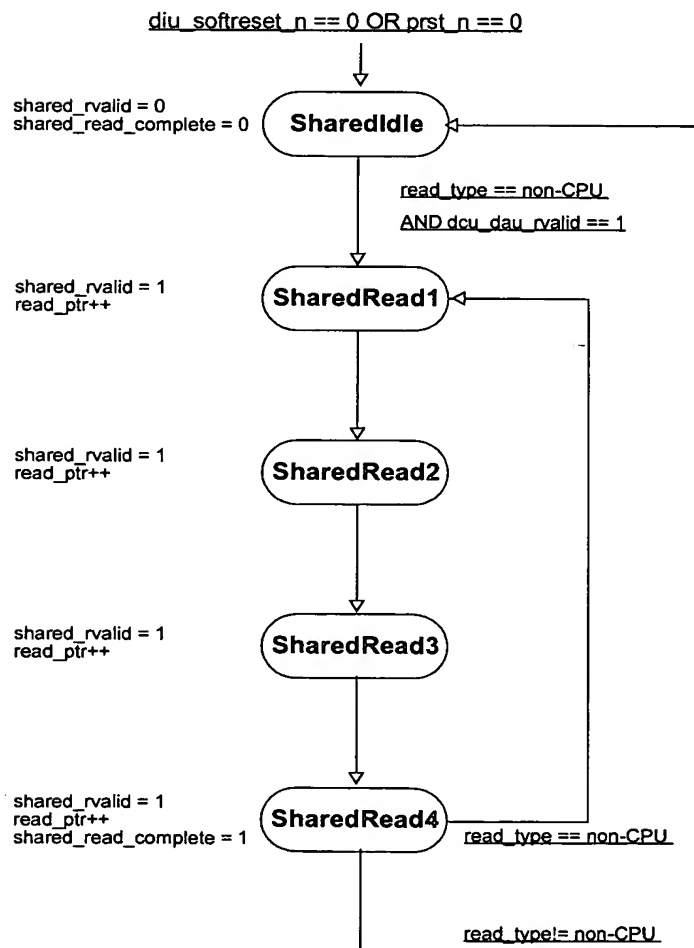 diu_softreset_n == 0 OR prst_n == 0
shared_rvalid = 0
shared_read_complete = 0
SharedIdle
read_type == non-CPU
AND dcu_dau_rvalid == 1
shared_rvalid = 1
read_ptr++
SharedRead1
shared_rvalid = 1
read_ptr++
SharedRead2
shared_rvalid = 1
read_ptr++
SharedRead3
shared_rvalid = 1
read_ptr++
shared_read_complete = 1
SharedRead4
read_type == non-CPU
read_type!= non-CPU